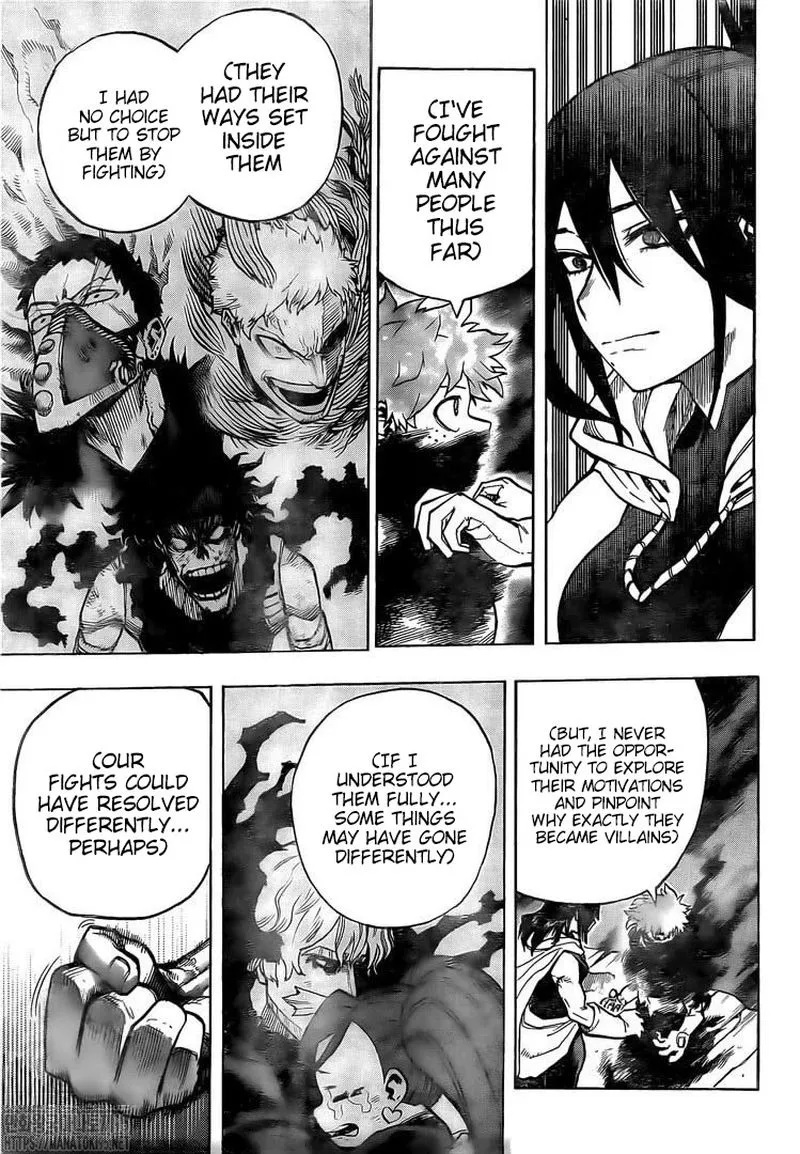 (I'VE
FOUGHT
AGAINST
MANY
PEOPLE
THUS
FAR)
(THEY
HAD THEIR
WAYS SET
INSIDE
THEM
I HAD
NO CHOICE
BUT TO STOP
THEM BY
FIGHTING)
(BUT, I NEVER
HAD THE OPPOR-
TUNITY TO EXPLORE
THEIR MOTIVATIONS
AND PINPOINT
WHY EXACTLY THEY
BECAME VILLAINS)
(IF I
UNDERSTOOD
THEM FULLY...
SOME THINGS
MAY HAVE GONE
DIFFERENTLY)
(OUR
FIGHTS COULD
HAVE RESOLVED
DIFFERENTLY...
PERHAPS)
HTTPS://MANATOKI95.NET